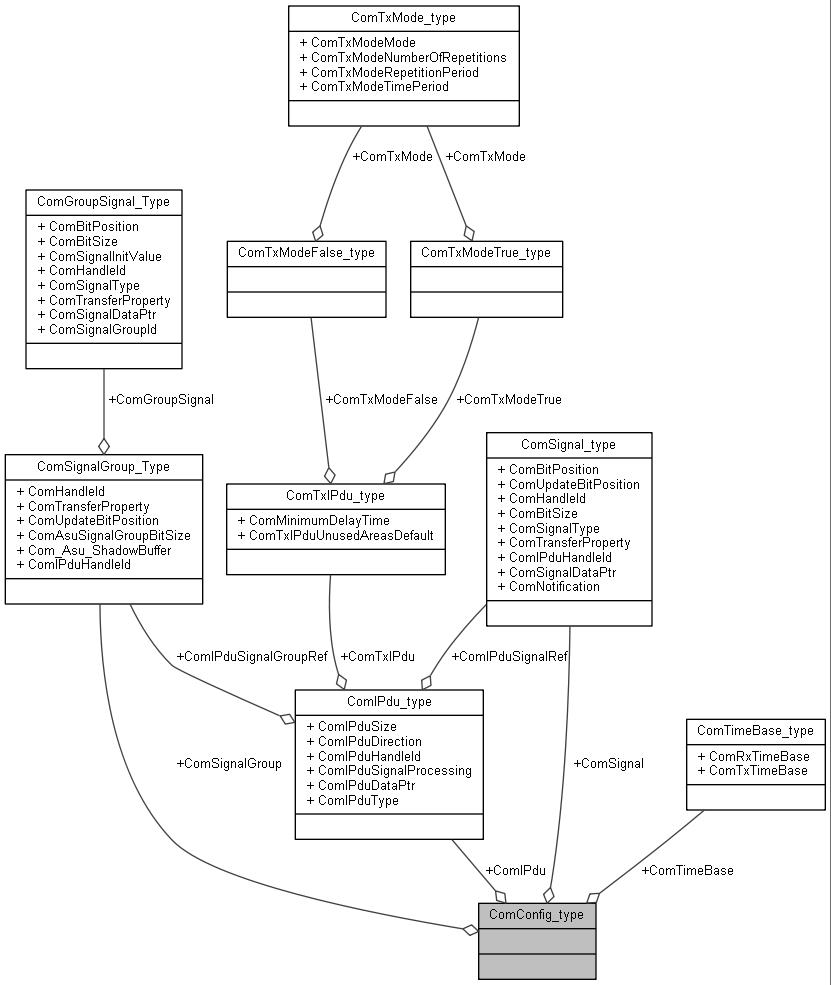 ComTxMode_type
+ ComTxModeMode
+ ComTxModeNumberOfRepetitions
+ ComTxModeRepetitionPeriod
+ ComTxModeTimePeriod
+ComTxMode
+ComTxMode
ComGroupSignal_Type
+ ComBitPosition
+ ComBitSize
+ ComSignalInitValue
+ ComHandleId
+ ComSignalType
+ ComTransferProperty
+ ComSignalDataPtr
+ ComSignalGroupId
ComTxModeFalse_type
ComTxModeTrue_type
+ComGroupSignal
+ComTxModeFalse
+ComTxModeTrue
ComSignalGroup_Type
+ ComHandleId
+ ComTransferProperty
+ ComUpdateBitPosition
+ ComAsuSignalGroupBitSize
+ Com_Asu_ShadowBuffer
+ ComIPduHandleId
ComTxIPdu_type
+ ComMinimumDelayTime
+ ComTxIPduUnusedAreasDefault
ComSignal_type
+ ComBitPosition
+ ComUpdateBitPosition
+ ComHandleId
+ ComBitSize
+ ComSignalType
+ ComTransferProperty
+ ComIPduHandleId
+ ComSignalDataPtr
+ ComNotification
+ComIPduSignalGroupRef
+ComTxIPdu
+ComIPduSignalRef
ComIPdu_type
+ ComIPduSize
+ ComIPduDirection
+ ComIPduHandleId
+ ComIPduSignalProcessing
+ ComIPduDataPtr
+ ComIPduType
+ComSignalGroup
+ComSignal
ComTimeBase_type
+ ComRxTimeBase
+ ComTxTimeBase
+ComIPdu
+ComTimeBase
ComConfig_type